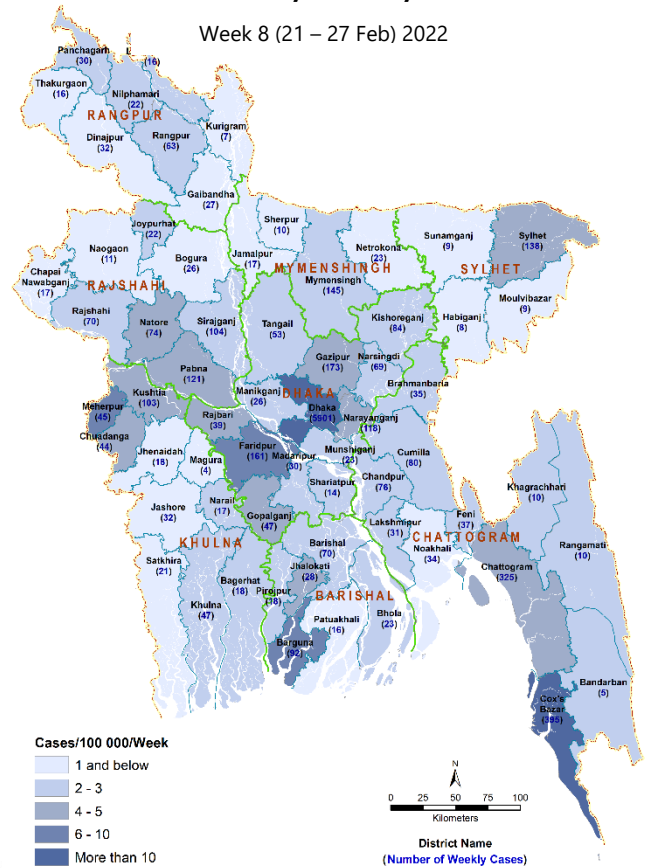 Week 8 (21 – 27 Feb) 2022
Panchagarh
(30)
L
(16)
Thakurgaon
(16)
Nilphamari
(22)
RANGPUR
Dinajpur
(32)
Rangpur
(63)
Kurigram
(7)
Gaibandha
(27)
Joypurhat
(22)
Sherpur
(10)
Naogaon
(11)
Bogura
(26)
Jamalpur
(17)
Netrokona
(23)
MYMENSINGH
Mymensingh
(145)
Sunamganj
(9)
Sylhet
(138)
SYLHET
Chapai
Nawabganj
(17)
RAJSHAHI
Rajshahi
(70)
Natore
(74)
Sirajganj
(104)
Tangail
(53)
Kishoreganj
(84)
Habiganj
(8)
Moulvibazar
(9)
Pabna
(121)
Gazipur
(173)
Narsingdi
(69)
Brahmanbaria
(35)
Kushtia
(103)
Meherpur
(45)
Chuadanga
(44)
Rajbari
(39)
Manikganj
(26)
DHAKA
Dhaka
(5901)
Narayanganj
(118)
Jhenaidah
(18)
Magura
(4)
Faridpur
(161)
Madaripur
(30)
Munshiganj
(23)
Cumilla
(80)
Shariatpur
(14)
Chandpur
(76)
Khagrachhari
(10)
Jashore
(32)
Narail
(17)
Gopalganj
(47)
Lakshmipur
(31)
Feni
(37)
CHATTOGRAM
Noakhali
(34)
Rangamati
(10)
KHULNA
Barishal
(70)
Chattogram
(325)
Satkhira
(21)
Bagerhat
(18)
Jhalokati
(28)
Pirojpur
(18)
BARISHAL
Khulna
(47)
Patuakhali
(16)
Bhola
(23)
Barguna
(92)
Bandarban
(5)
Cox's
Bazar
(395)
Cases/100 000/Week
1 and below
2 - 3
4 - 5
6 - 10
More than 10
N
0 25 50 75 100
Kilometers
District Name
(Number of Weekly Cases)
1